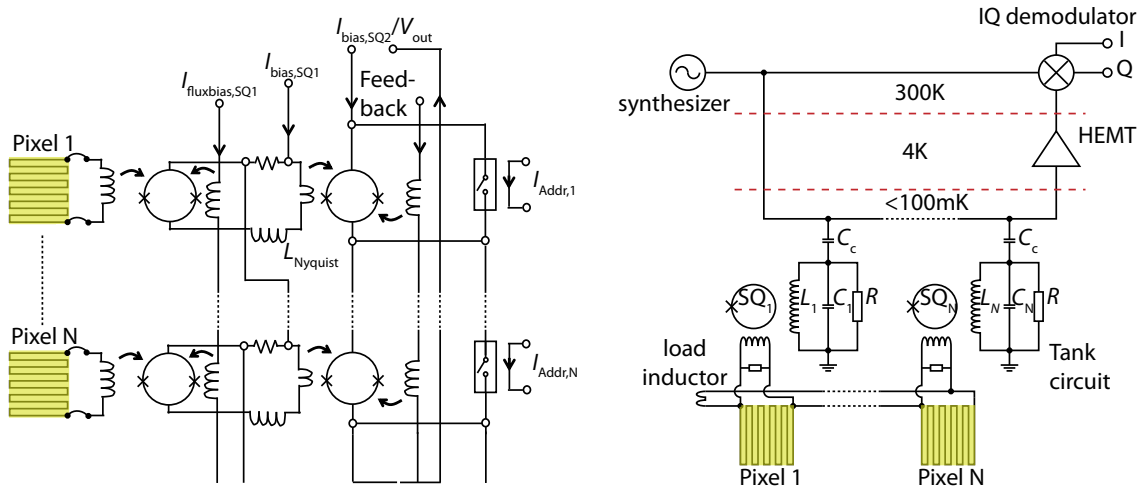 I_bias,SQ2/V_out
I_bias,SQ1
I_fluxbias,SQ1
Feed-
back
Pixel 1
I_Addr,1
L_Nyquist
Pixel N
I_Addr,N
IQ demodulator
I
Q
synthesizer
300K
HEMT
4K
<100mK
C_c
C_c
SQ_1
L_1
C_1
R
SQ_N
L_N
C_N
R
load
inductor
Tank
circuit
Pixel 1
Pixel N